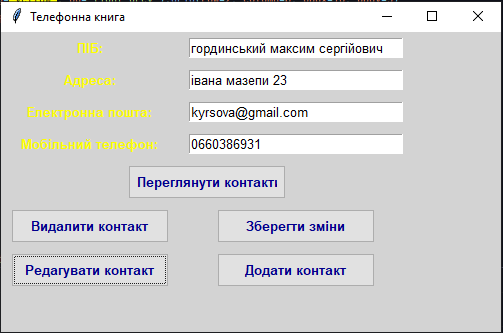 Телефонна книга
ПІБ: гординський максим сергійович
Адреса: івана мазепи 23
Електронна пошта: kyrsova@gmail.com
Мобільний телефон: 0660386931
Переглянути контакти
Видалити контакт Зберегти зміни
Редагувати контакт Додати контакт